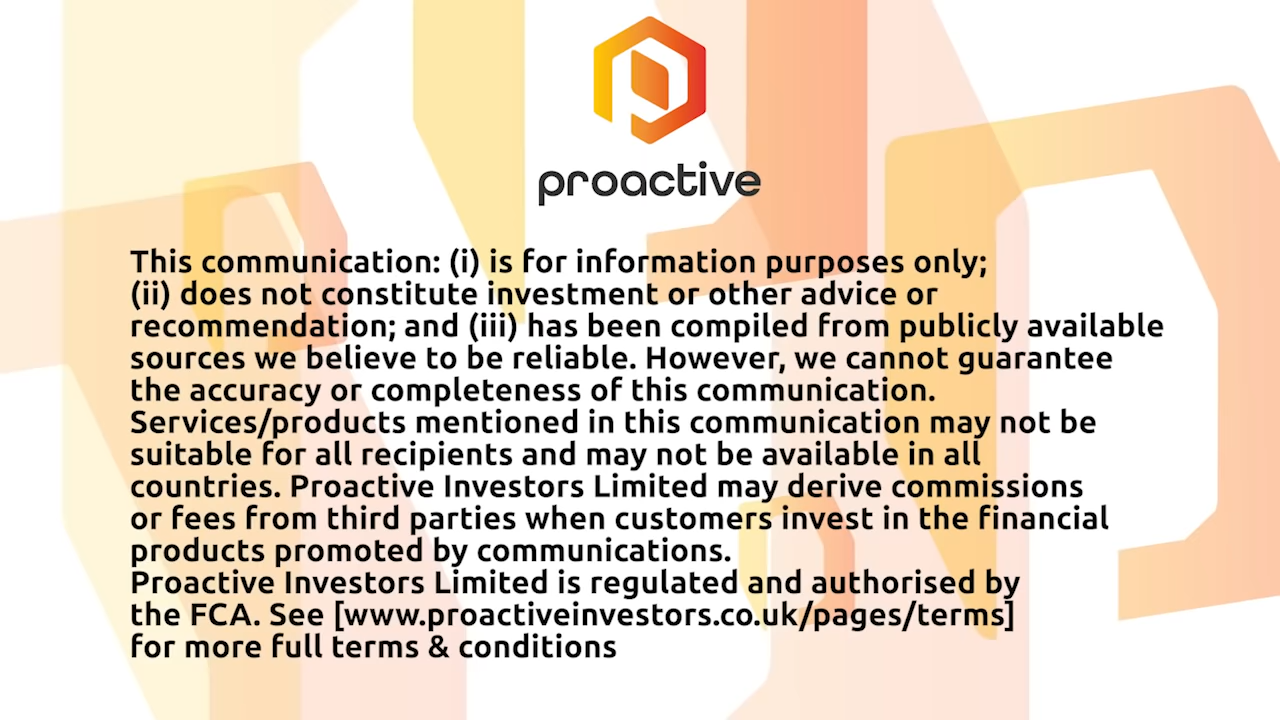 proactive
This communication: (i) is for information purposes only;
(ii) does not constitute investment or other advice or
recommendation; and (iii) has been compiled from publicly available
sources we believe to be reliable. However, we cannot guarantee
the accuracy or completeness of this communication.
Services/products mentioned in this communication may not be
suitable for all recipients and may not be available in all
countries. Proactive Investors Limited may derive commissions
or fees from third parties when customers invest in the financial
products promoted by communications.
Proactive Investors Limited is regulated and authorised by
the FCA. See [www.proactiveinvestors.co.uk/pages/terms]
for more full terms & conditions